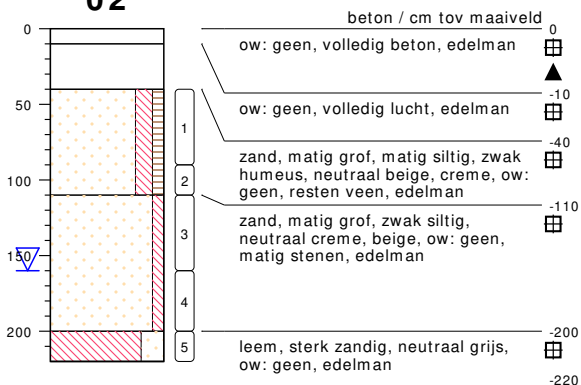 02
beton / cm tov maaiveld
0
0
ow: geen, volledig beton, edelman
-10
ow: geen, volledig lucht, edelman
-40
50
1
zand, matig grof, matig siltig, zwak
humeus, neutraal beige, creme, ow:
geen, resten veen, edelman
100
2
-110
zand, matig grof, zwak siltig,
neutraal creme, beige, ow: geen,
matig stenen, edelman
3
150
4
200
-200
5
leem, sterk zandig, neutraal grijs,
ow: geen, edelman
-220